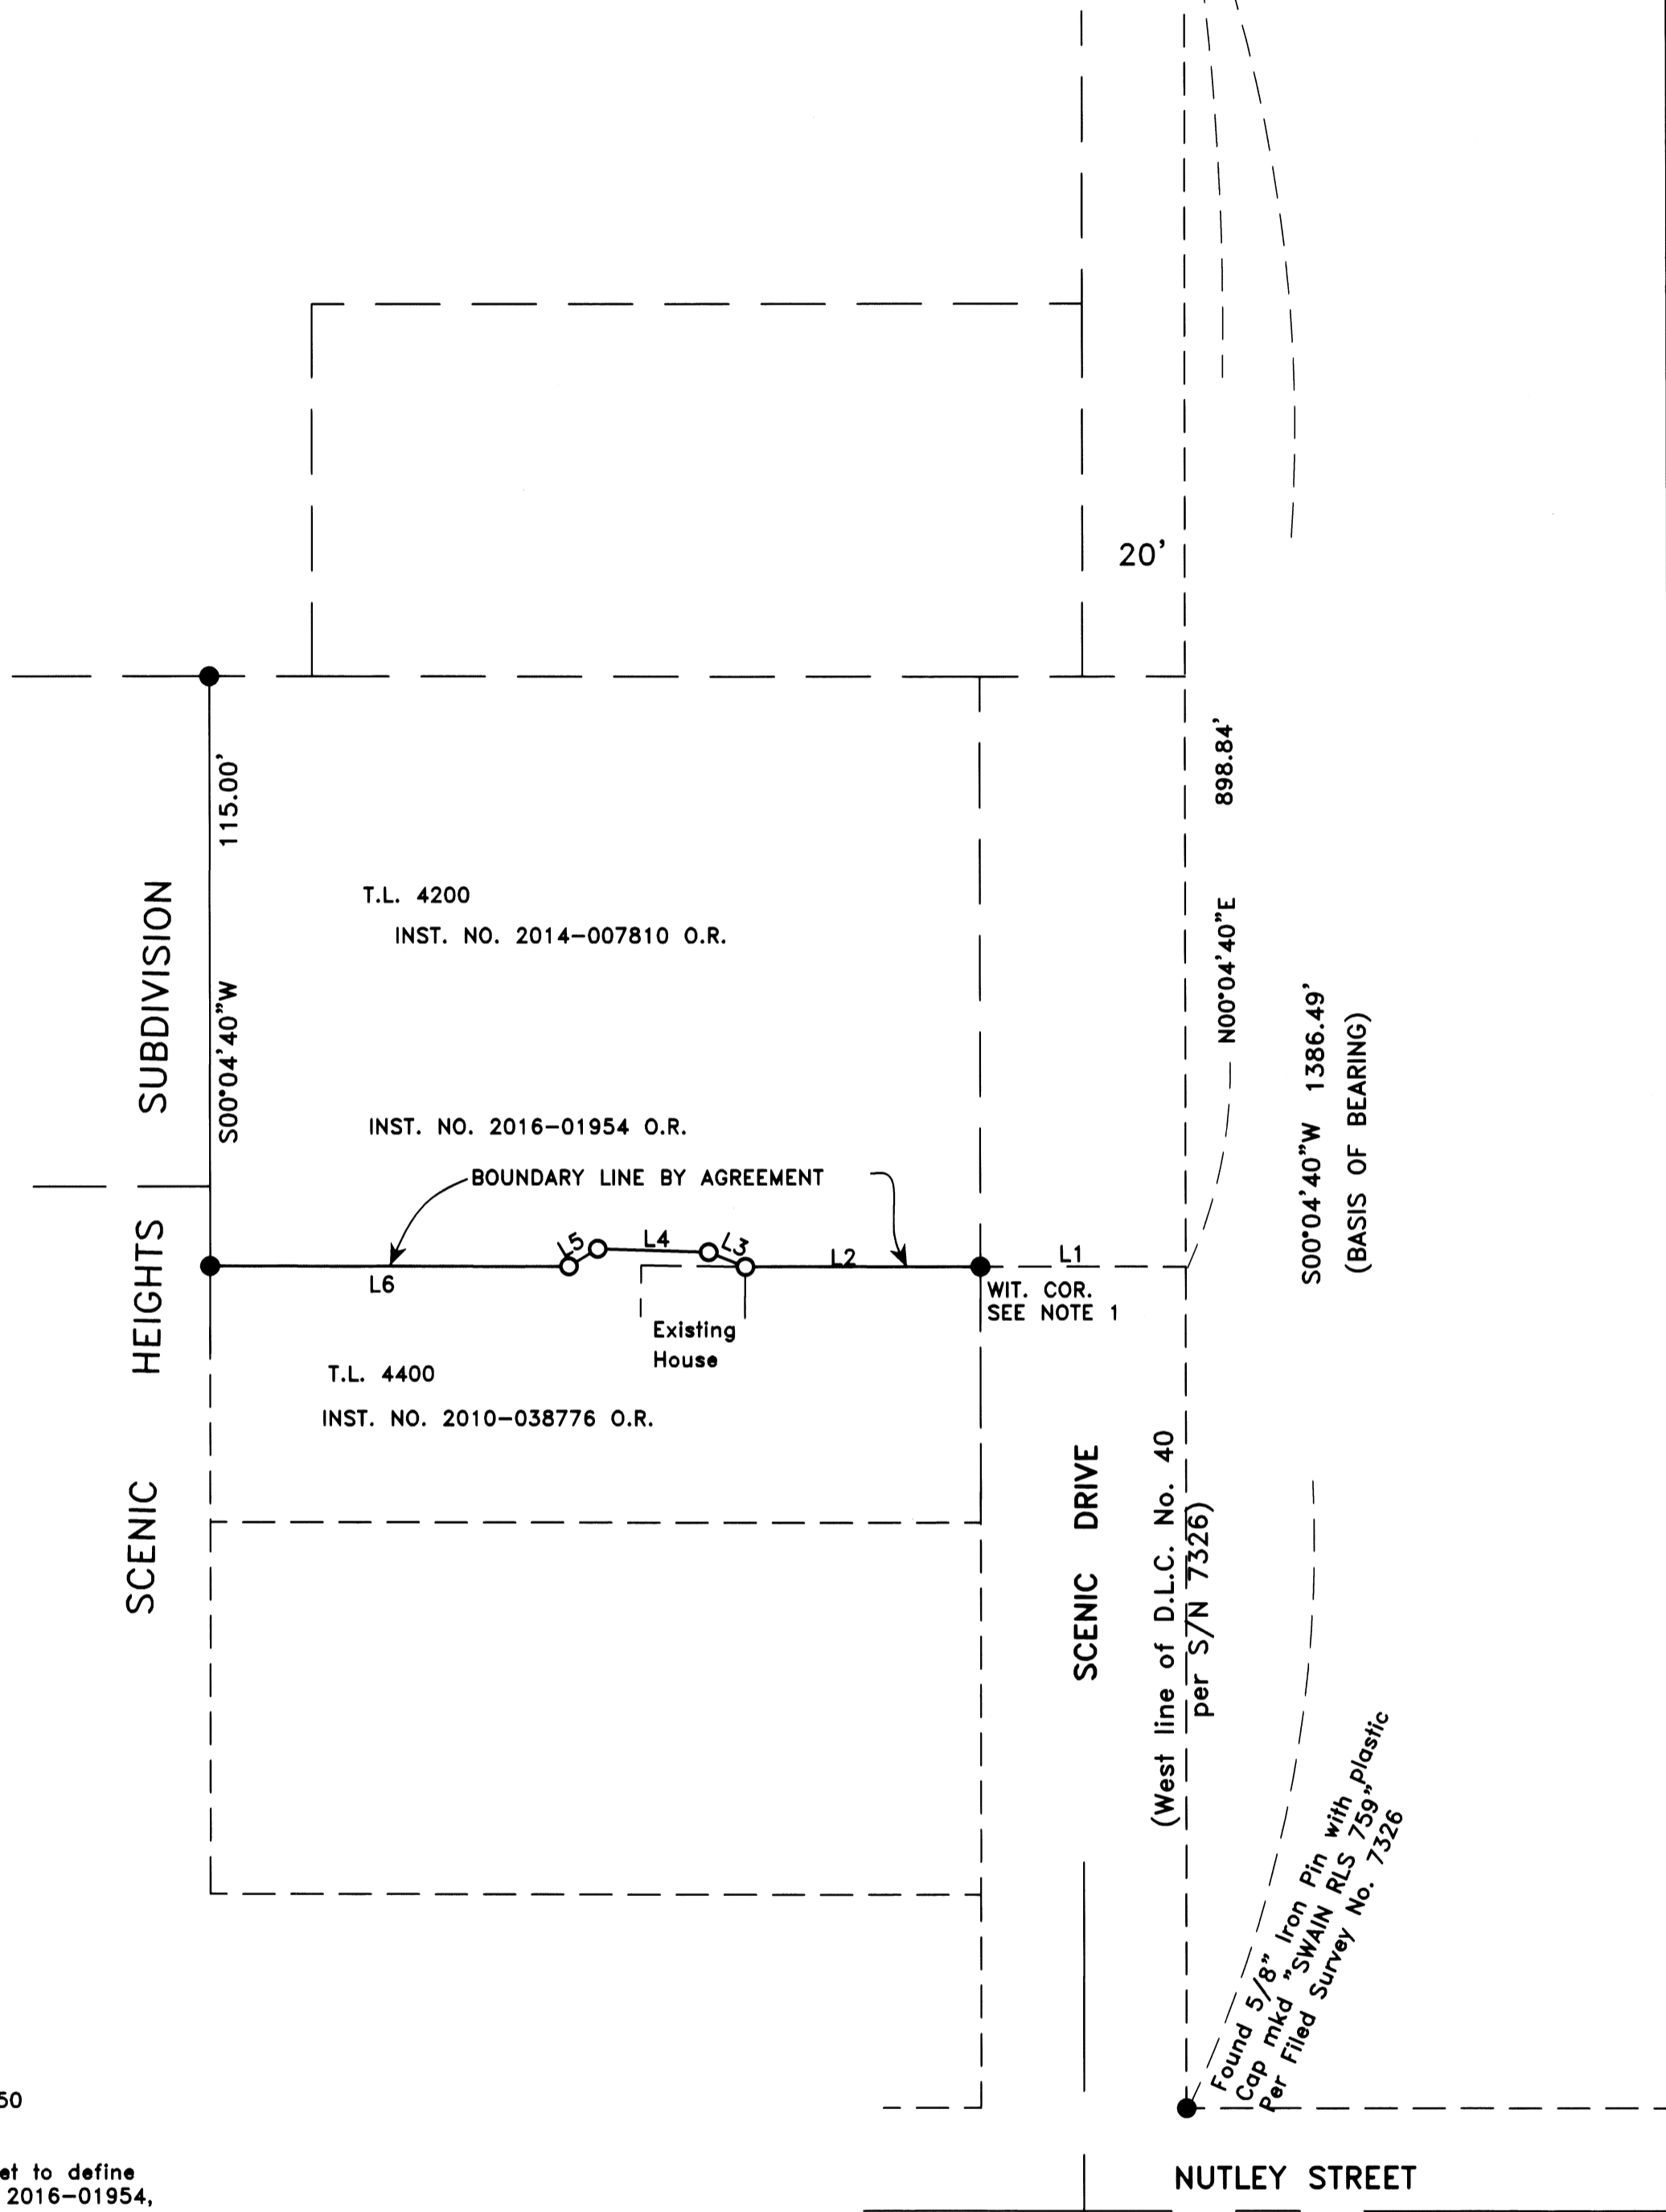 20'
898.84'
N00°04'40"E
S00°04'40"W 1386.49'
(BASIS OF BEARING)
115.00'
S00°04'40"W
SCENIC HEIGHTS SUBDIVISION
T.L. 4200
INST. NO. 2014-007810 O.R.
INST. NO. 2016-01954 O.R.
BOUNDARY LINE BY AGREEMENT
L6
L5
L4
L3
L2
L1
WIT. COR.
SEE NOTE 1
Existing
House
T.L. 4400
INST. NO. 2010-038776 O.R.
SCENIC DRIVE
(West line of D.L.C. No. 40
per S/N 7326)
Found 5/8" Iron Pin with plastic
Cap mkd "SWAIN RLS 759"
Per Filed Survey No. 7326
NUTLEY STREET
50
et to define
2016-01954,